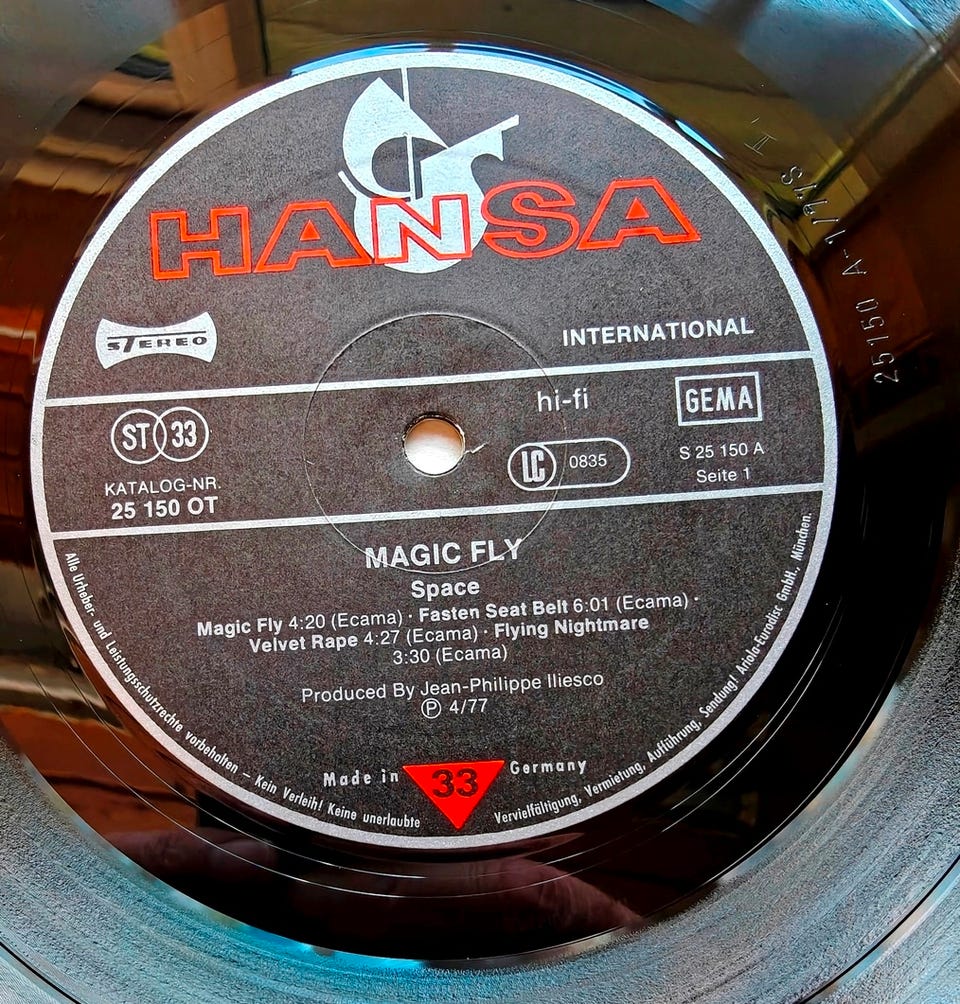 HANSA
STEREO
INTERNATIONAL
ST 33
hi-fi
GEMA
LC 0835
KATALOG-NR.
25 150 OT
S 25 150 A
Seite 1
MAGIC FLY
Space
Magic Fly 4:20 (Ecama) · Fasten Seat Belt 6:01 (Ecama) ·
Velvet Rape 4:27 (Ecama) · Flying Nightmare
3:30 (Ecama)
Produced By Jean-Philippe Iliesco
Ⓟ 4/77
Made in 33 Germany
Alle Urheber- und Leistungsschutzrechte vorbehalten – Kein Verleih! Keine unerlaubte Vervielfältigung, Vermietung, Aufführung, Sendung! Ariola-Eurodisc GmbH., München.
25150 A-1/77 S